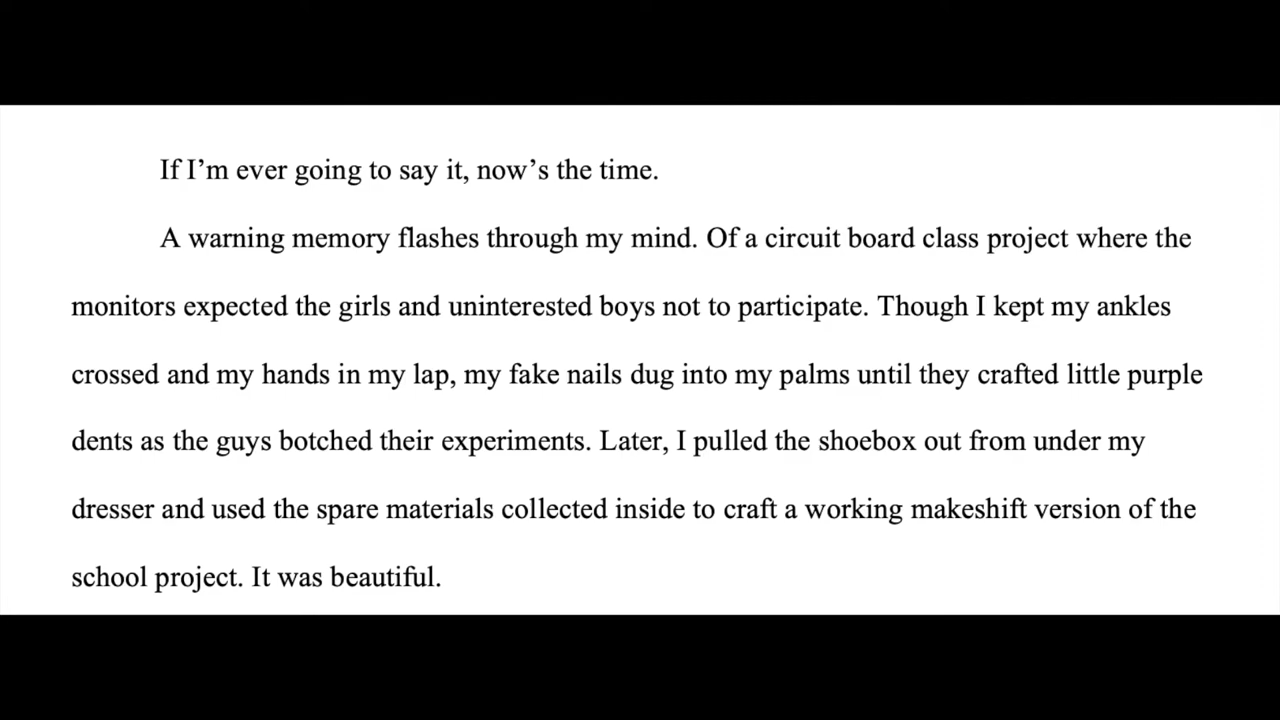 If I’m ever going to say it, now’s the time.
A warning memory flashes through my mind. Of a circuit board class project where the
monitors expected the girls and uninterested boys not to participate. Though I kept my ankles
crossed and my hands in my lap, my fake nails dug into my palms until they crafted little purple
dents as the guys botched their experiments. Later, I pulled the shoebox out from under my
dresser and used the spare materials collected inside to craft a working makeshift version of the
school project. It was beautiful.